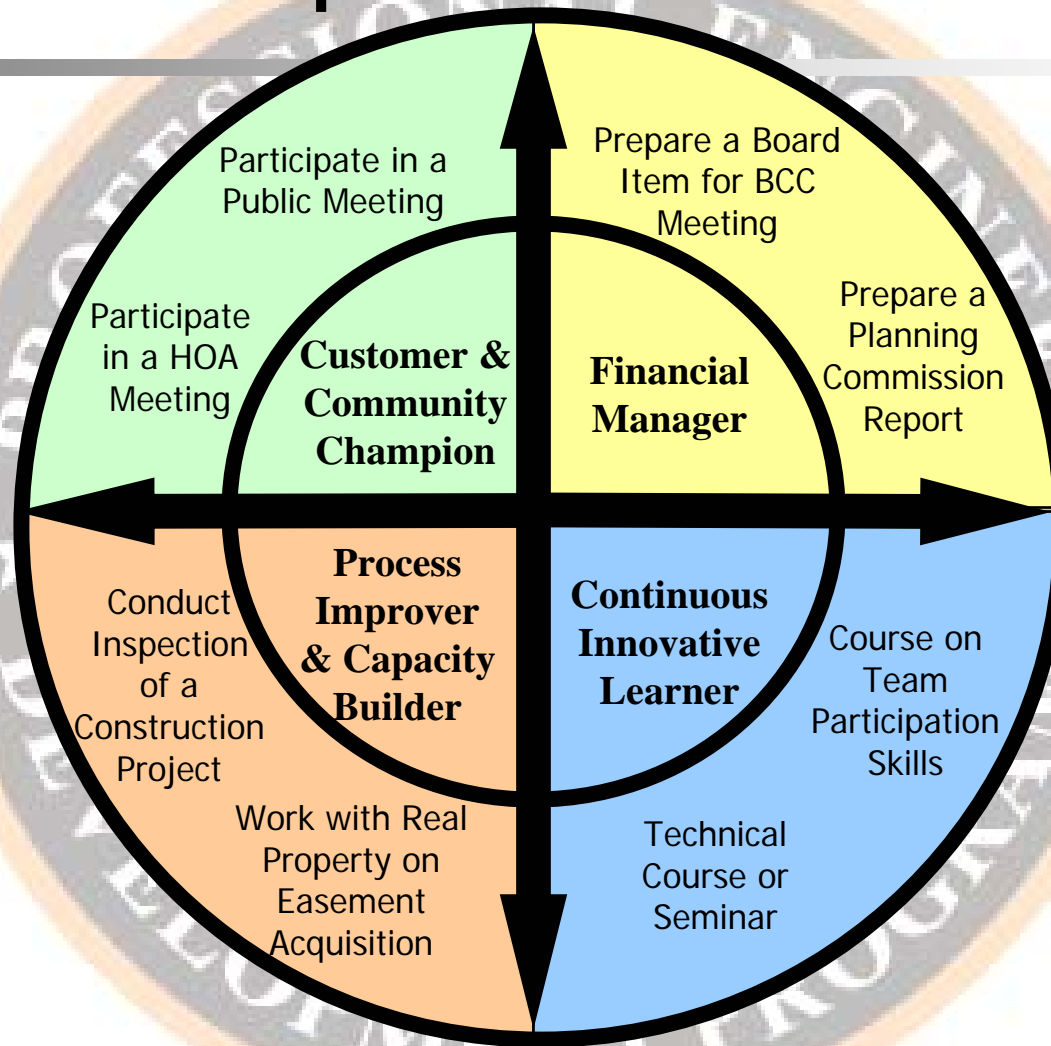 Participate in a
Public Meeting
Participate
in a HOA
Meeting
Customer &
Community
Champion
Prepare a Board
Item for BCC
Meeting
Prepare a
Planning
Commission
Report
Financial
Manager
Process
Improver
& Capacity
Builder
Conduct
Inspection
of a
Construction
Project
Work with Real
Property on
Easement
Acquisition
Continuous
Innovative
Learner
Course on
Team
Participation
Skills
Technical
Course or
Seminar